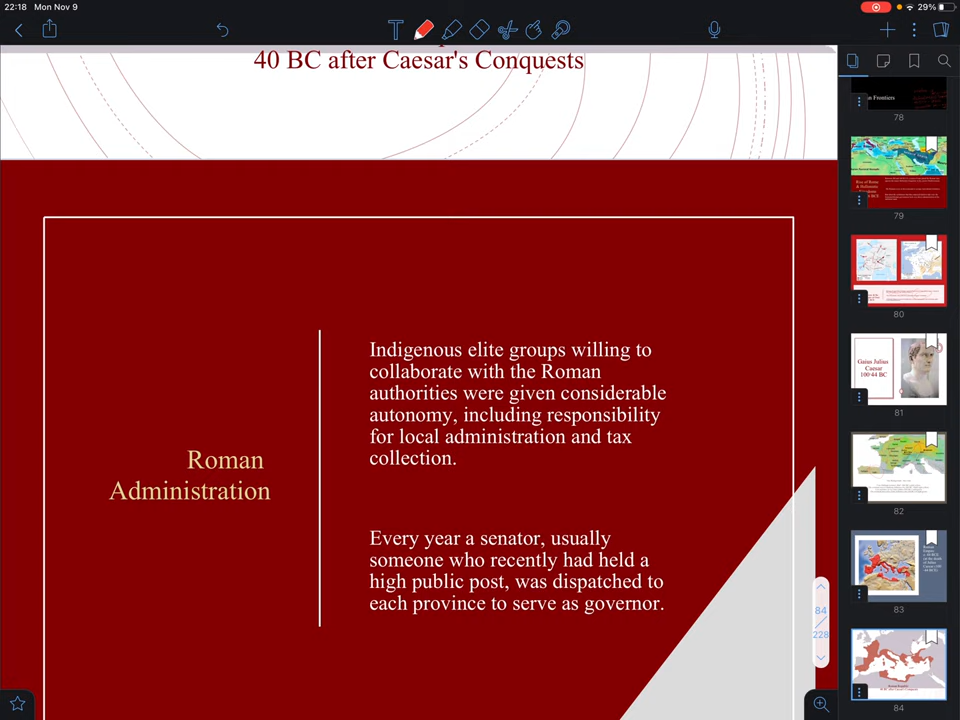 22:18 Mon Nov 9
29%
40 BC after Caesar's Conquests
Roman
Administration
Indigenous elite groups willing to
collaborate with the Roman
authorities were given considerable
autonomy, including responsibility
for local administration and tax
collection.
Every year a senator, usually
someone who recently had held a
high public post, was dispatched to
each province to serve as governor.
84
228
Frontiers
78
79
80
Gaius Julius
Caesar
100-44 BC
81
82
83
84